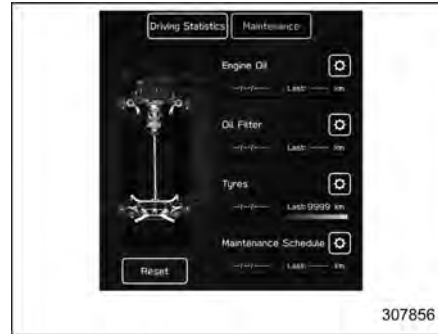 Driving Statistics Maintenance
Engine Oil
--/--/---- Last: ----- km
Oil Filter
--/--/---- Last: ----- km
Tyres
--/--/---- Last: 9999 km
Maintenance Schedule
--/--/---- Last: ----- km
Reset
307856